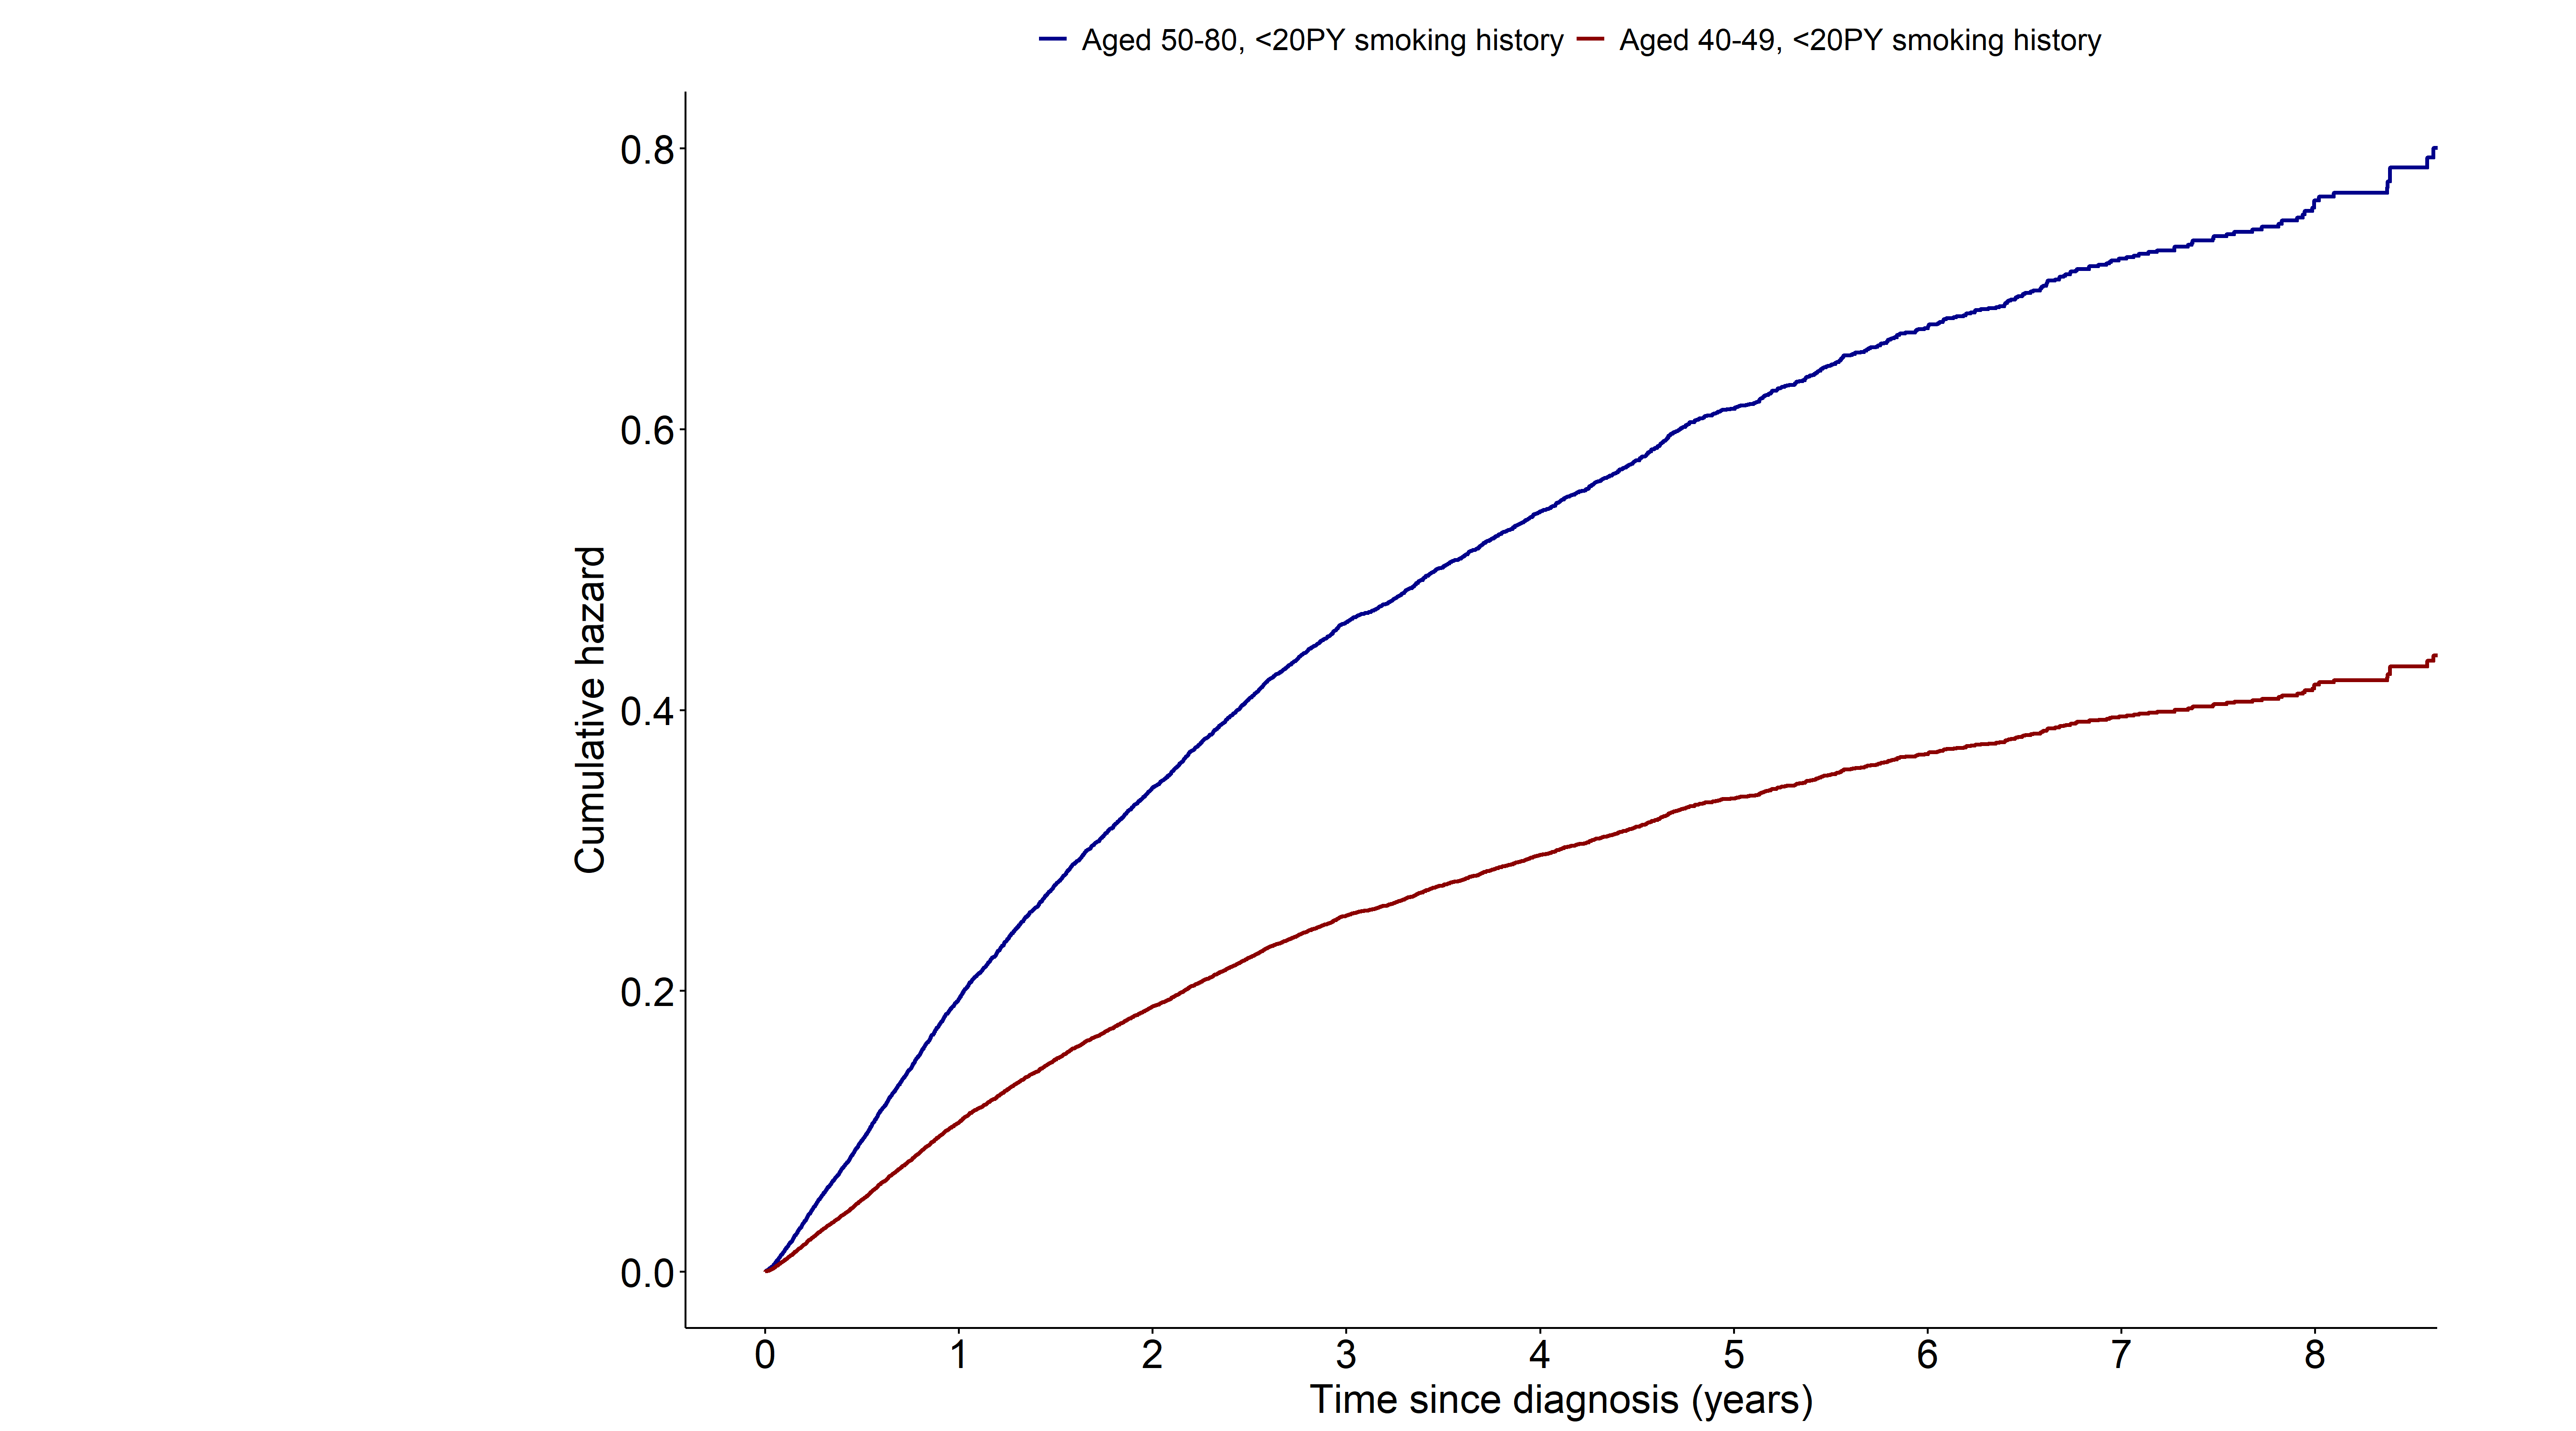 Aged 50-80, <20PY smoking history Aged 40-49, <20PY smoking history
0.8
0.6
0.4
0.2
0.0
Cumulative hazard
0 1 2 3 4 5 6 7 8
Time since diagnosis (years)